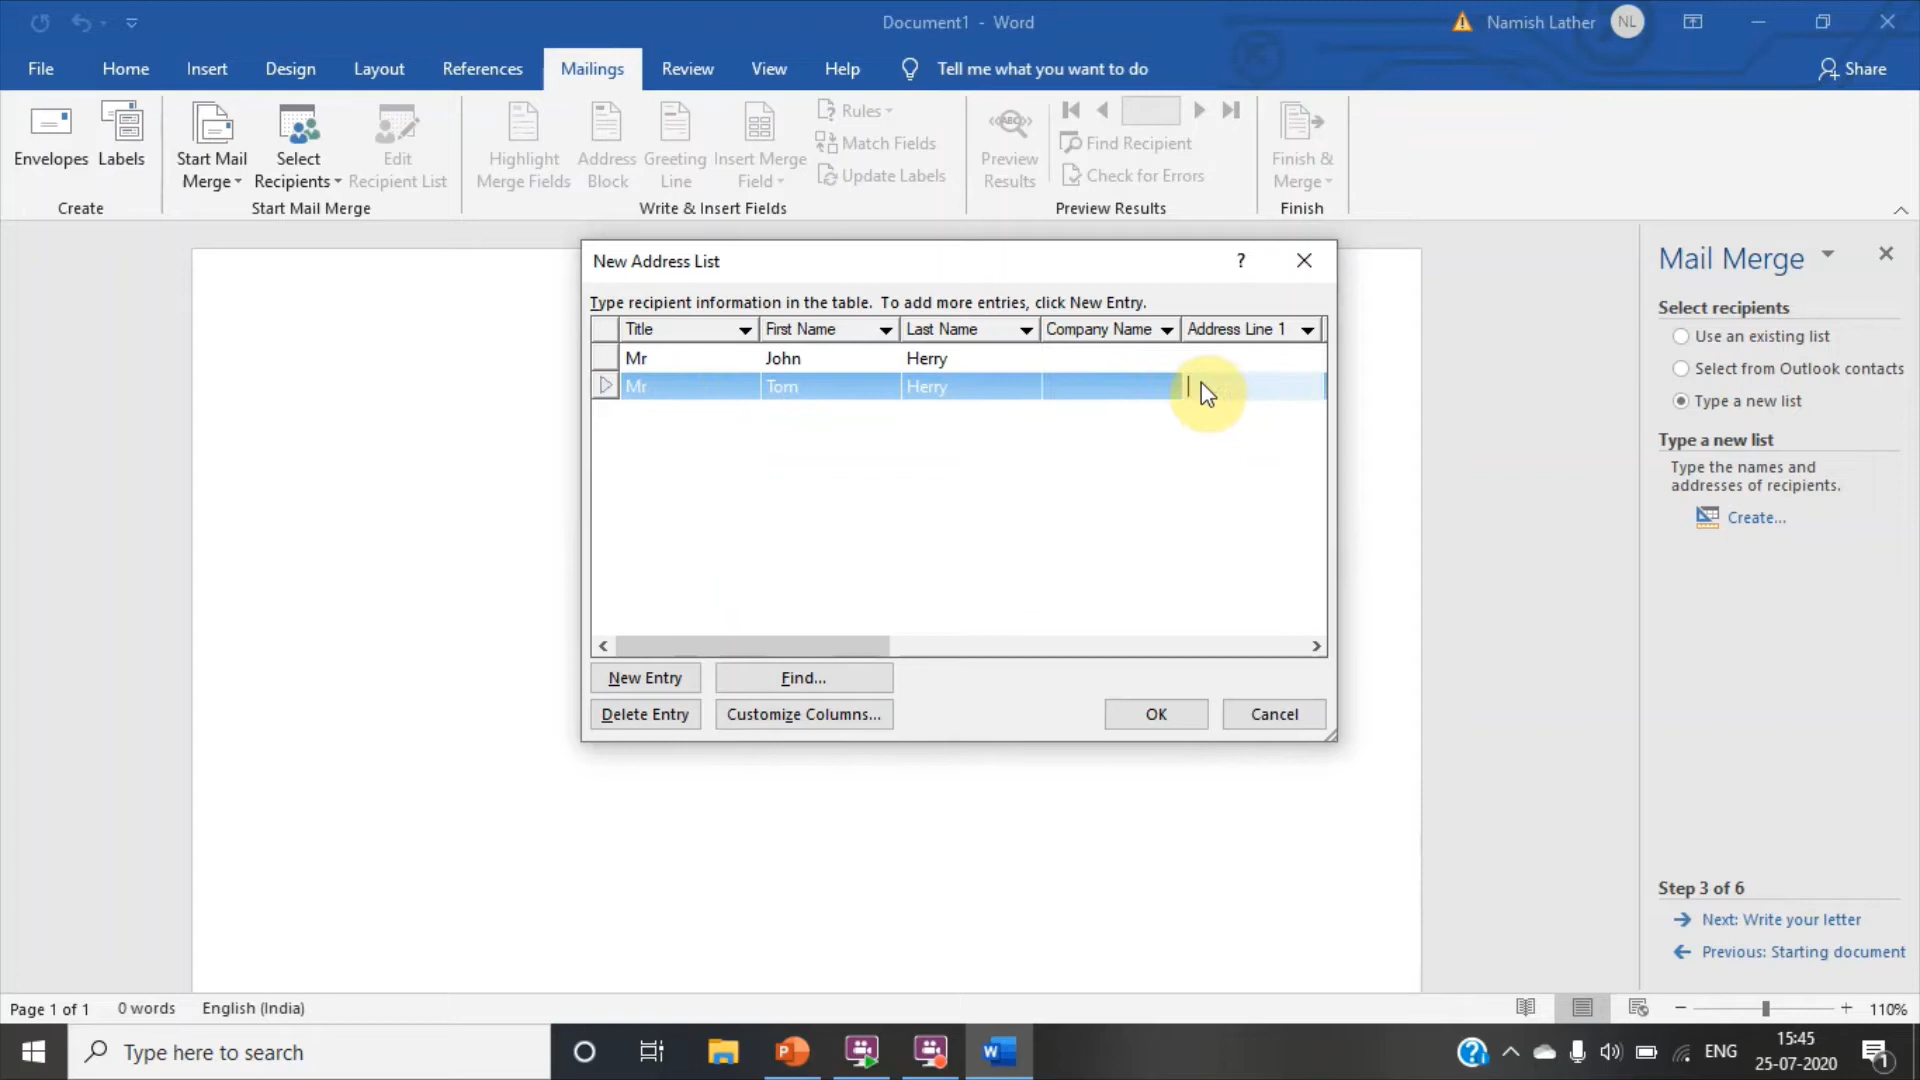 Document1 - Word
Namish Lather NL
File Home Insert Design Layout References Mailings Review View Help Tell me what you want to do Share
Envelopes Labels
Create
Start Mail Merge
Select Recipients
Edit Recipient List
Start Mail Merge
Highlight Merge Fields
Address Block
Greeting Line
Insert Merge Field
Rules
Match Fields
Update Labels
Write & Insert Fields
ABC
Preview Results
Find Recipient
Check for Errors
Preview Results
Finish & Merge
Finish
New Address List
?
Type recipient information in the table. To add more entries, click New Entry.
Title First Name Last Name Company Name Address Line 1
Mr John Herry
Mr Tom Herry
New Entry Find...
Delete Entry Customize Columns... OK Cancel
Mail Merge
Select recipients
Use an existing list
Select from Outlook contacts
Type a new list
Type a new list
Type the names and
addresses of recipients.
Create...
Step 3 of 6
Next: Write your letter
Previous: Starting document
Page 1 of 1 0 words English (India) 110%
Type here to search
ENG
15:45
25-07-2020
1